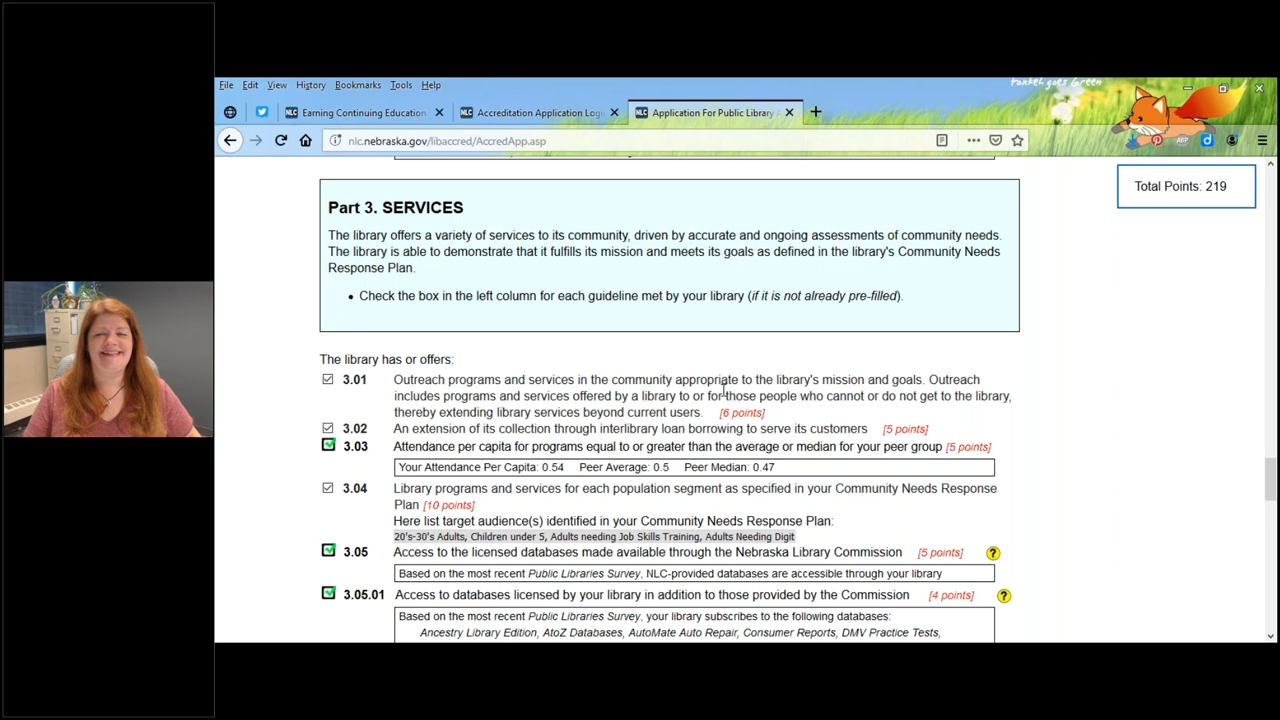 Foxkeh goes Green
File Edit View History Bookmarks Tools Help
NLC Earning Continuing Education
NLC Accreditation Application Log
NLC Application For Public Library A
nlc.nebraska.gov/libaccred/AccredApp.asp
ABP
d
Total Points: 219
Part 3. SERVICES
The library offers a variety of services to its community, driven by accurate and ongoing assessments of community needs.
The library is able to demonstrate that it fulfills its mission and meets its goals as defined in the library's Community Needs
Response Plan.
• Check the box in the left column for each guideline met by your library (if it is not already pre-filled).
The library has or offers:
3.01 Outreach programs and services in the community appropriate to the library's mission and goals. Outreach
includes programs and services offered by a library to or for those people who cannot or do not get to the library,
thereby extending library services beyond current users. [6 points]
3.02 An extension of its collection through interlibrary loan borrowing to serve its customers [5 points]
3.03 Attendance per capita for programs equal to or greater than the average or median for your peer group [5 points]
Your Attendance Per Capita: 0.54 Peer Average: 0.5 Peer Median: 0.47
3.04 Library programs and services for each population segment as specified in your Community Needs Response
Plan [10 points]
Here list target audience(s) identified in your Community Needs Response Plan:
20's-30's Adults, Children under 5, Adults needing Job Skills Training, Adults Needing Digit
3.05 Access to the licensed databases made available through the Nebraska Library Commission [5 points] ?
Based on the most recent Public Libraries Survey, NLC-provided databases are accessible through your library
3.05.01 Access to databases licensed by your library in addition to those provided by the Commission [4 points] ?
Based on the most recent Public Libraries Survey, your library subscribes to the following databases:
Ancestry Library Edition, AtoZ Databases, AutoMate Auto Repair, Consumer Reports, DMV Practice Tests,